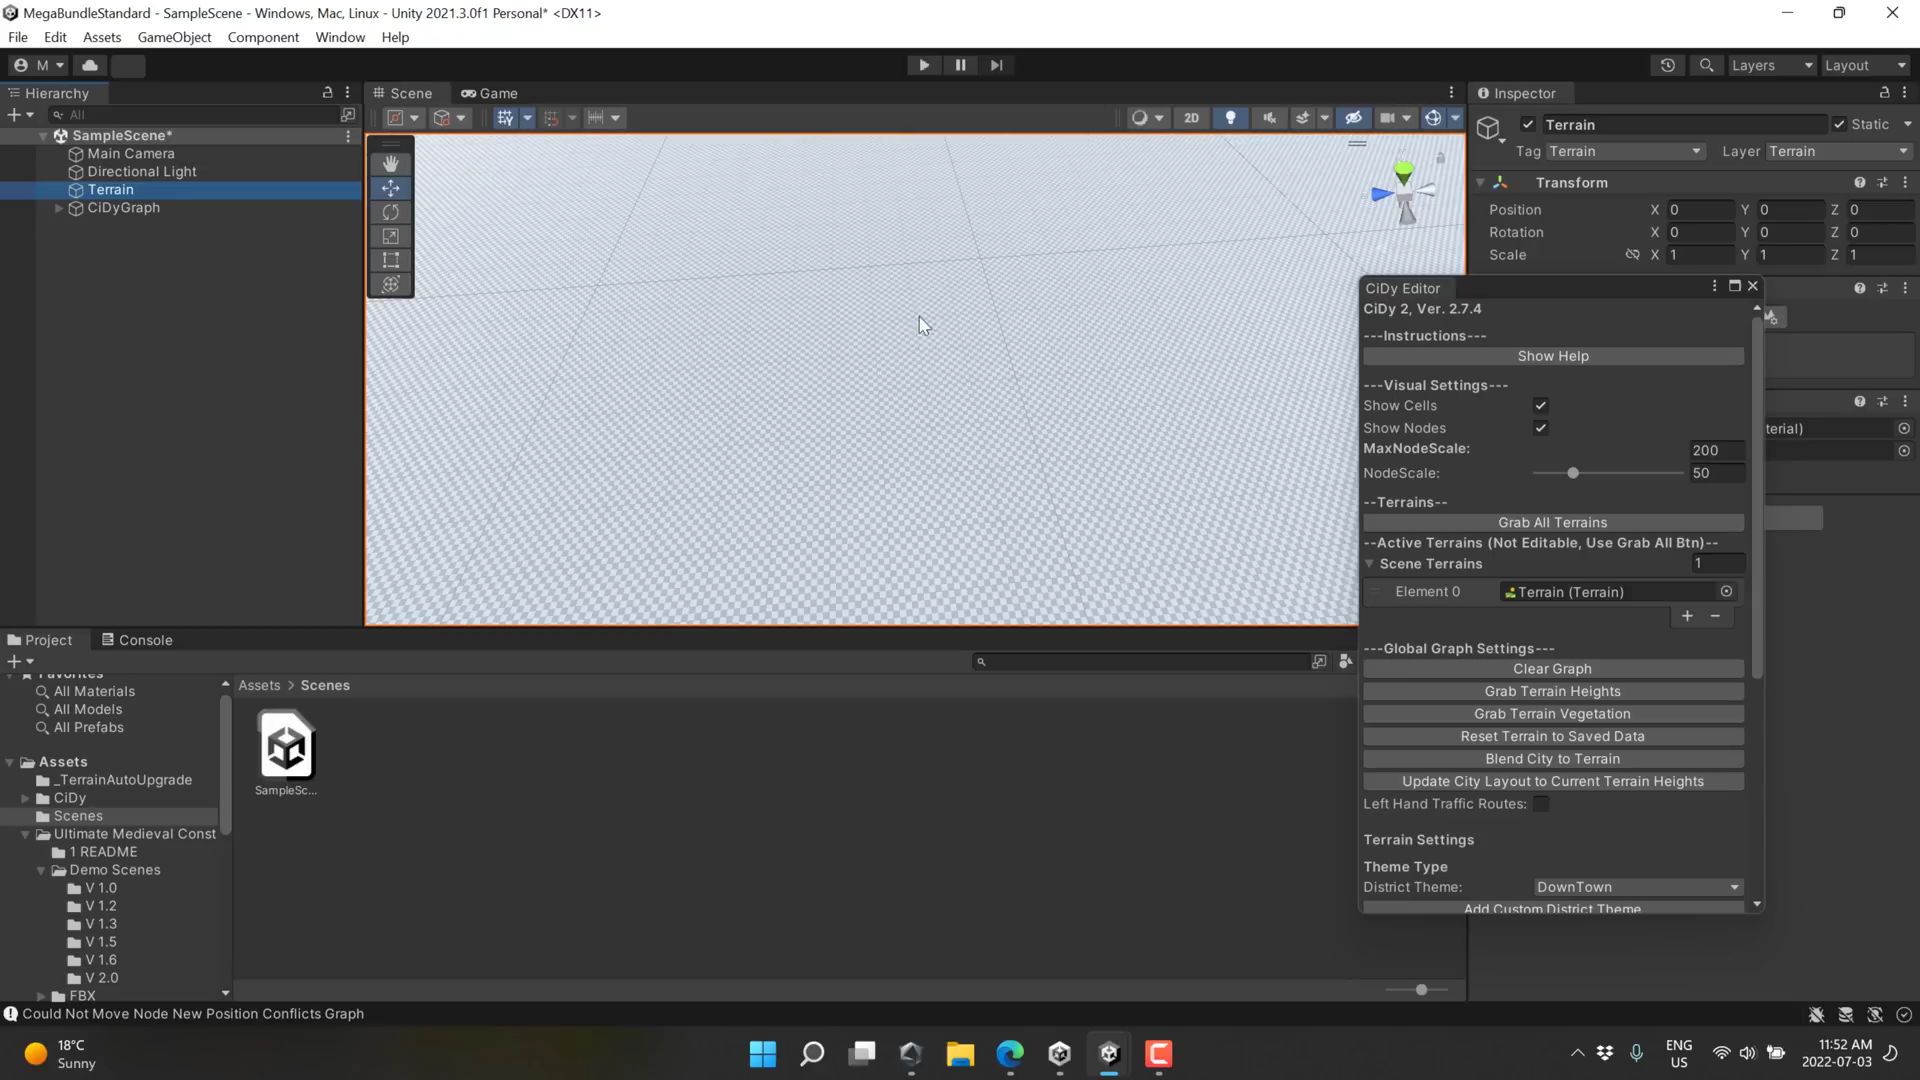 MegaBundleStandard - SampleScene - Windows, Mac, Linux - Unity 2021.3.0f1 Personal* <DX11>
File Edit Assets GameObject Component Window Help
M Layers Layout
Hierarchy Scene Game Inspector
All 2D
SampleScene*
Main Camera
Directional Light
Terrain
CiDyGraph
Terrain Static
Tag Terrain Layer Terrain
Transform
Position X 0 Y 0 Z 0
Rotation X 0 Y 0 Z 0
Scale X 1 Y 1 Z 1
terial)
CiDy Editor
CiDy 2, Ver. 2.7.4
---Instructions---
Show Help
---Visual Settings---
Show Cells
Show Nodes
MaxNodeScale: 200
NodeScale: 50
--Terrains--
Grab All Terrains
--Active Terrains (Not Editable, Use Grab All Btn)--
Scene Terrains 1
Element 0 Terrain (Terrain)
---Global Graph Settings---
Clear Graph
Grab Terrain Heights
Grab Terrain Vegetation
Reset Terrain to Saved Data
Blend City to Terrain
Update City Layout to Current Terrain Heights
Left Hand Traffic Routes:
Terrain Settings
Theme Type
District Theme: DownTown
Add Custom District Theme
Project Console
Favorites
All Materials
All Models
All Prefabs
Assets
_TerrainAutoUpgrade
CiDy
Scenes
Ultimate Medieval Const
1 README
Demo Scenes
V 1.0
V 1.2
V 1.3
V 1.5
V 1.6
V 2.0
FBX
Assets > Scenes
SampleSc...
Could Not Move Node New Position Conflicts Graph
18°C
Sunny
ENG
US
11:52 AM
2022-07-03